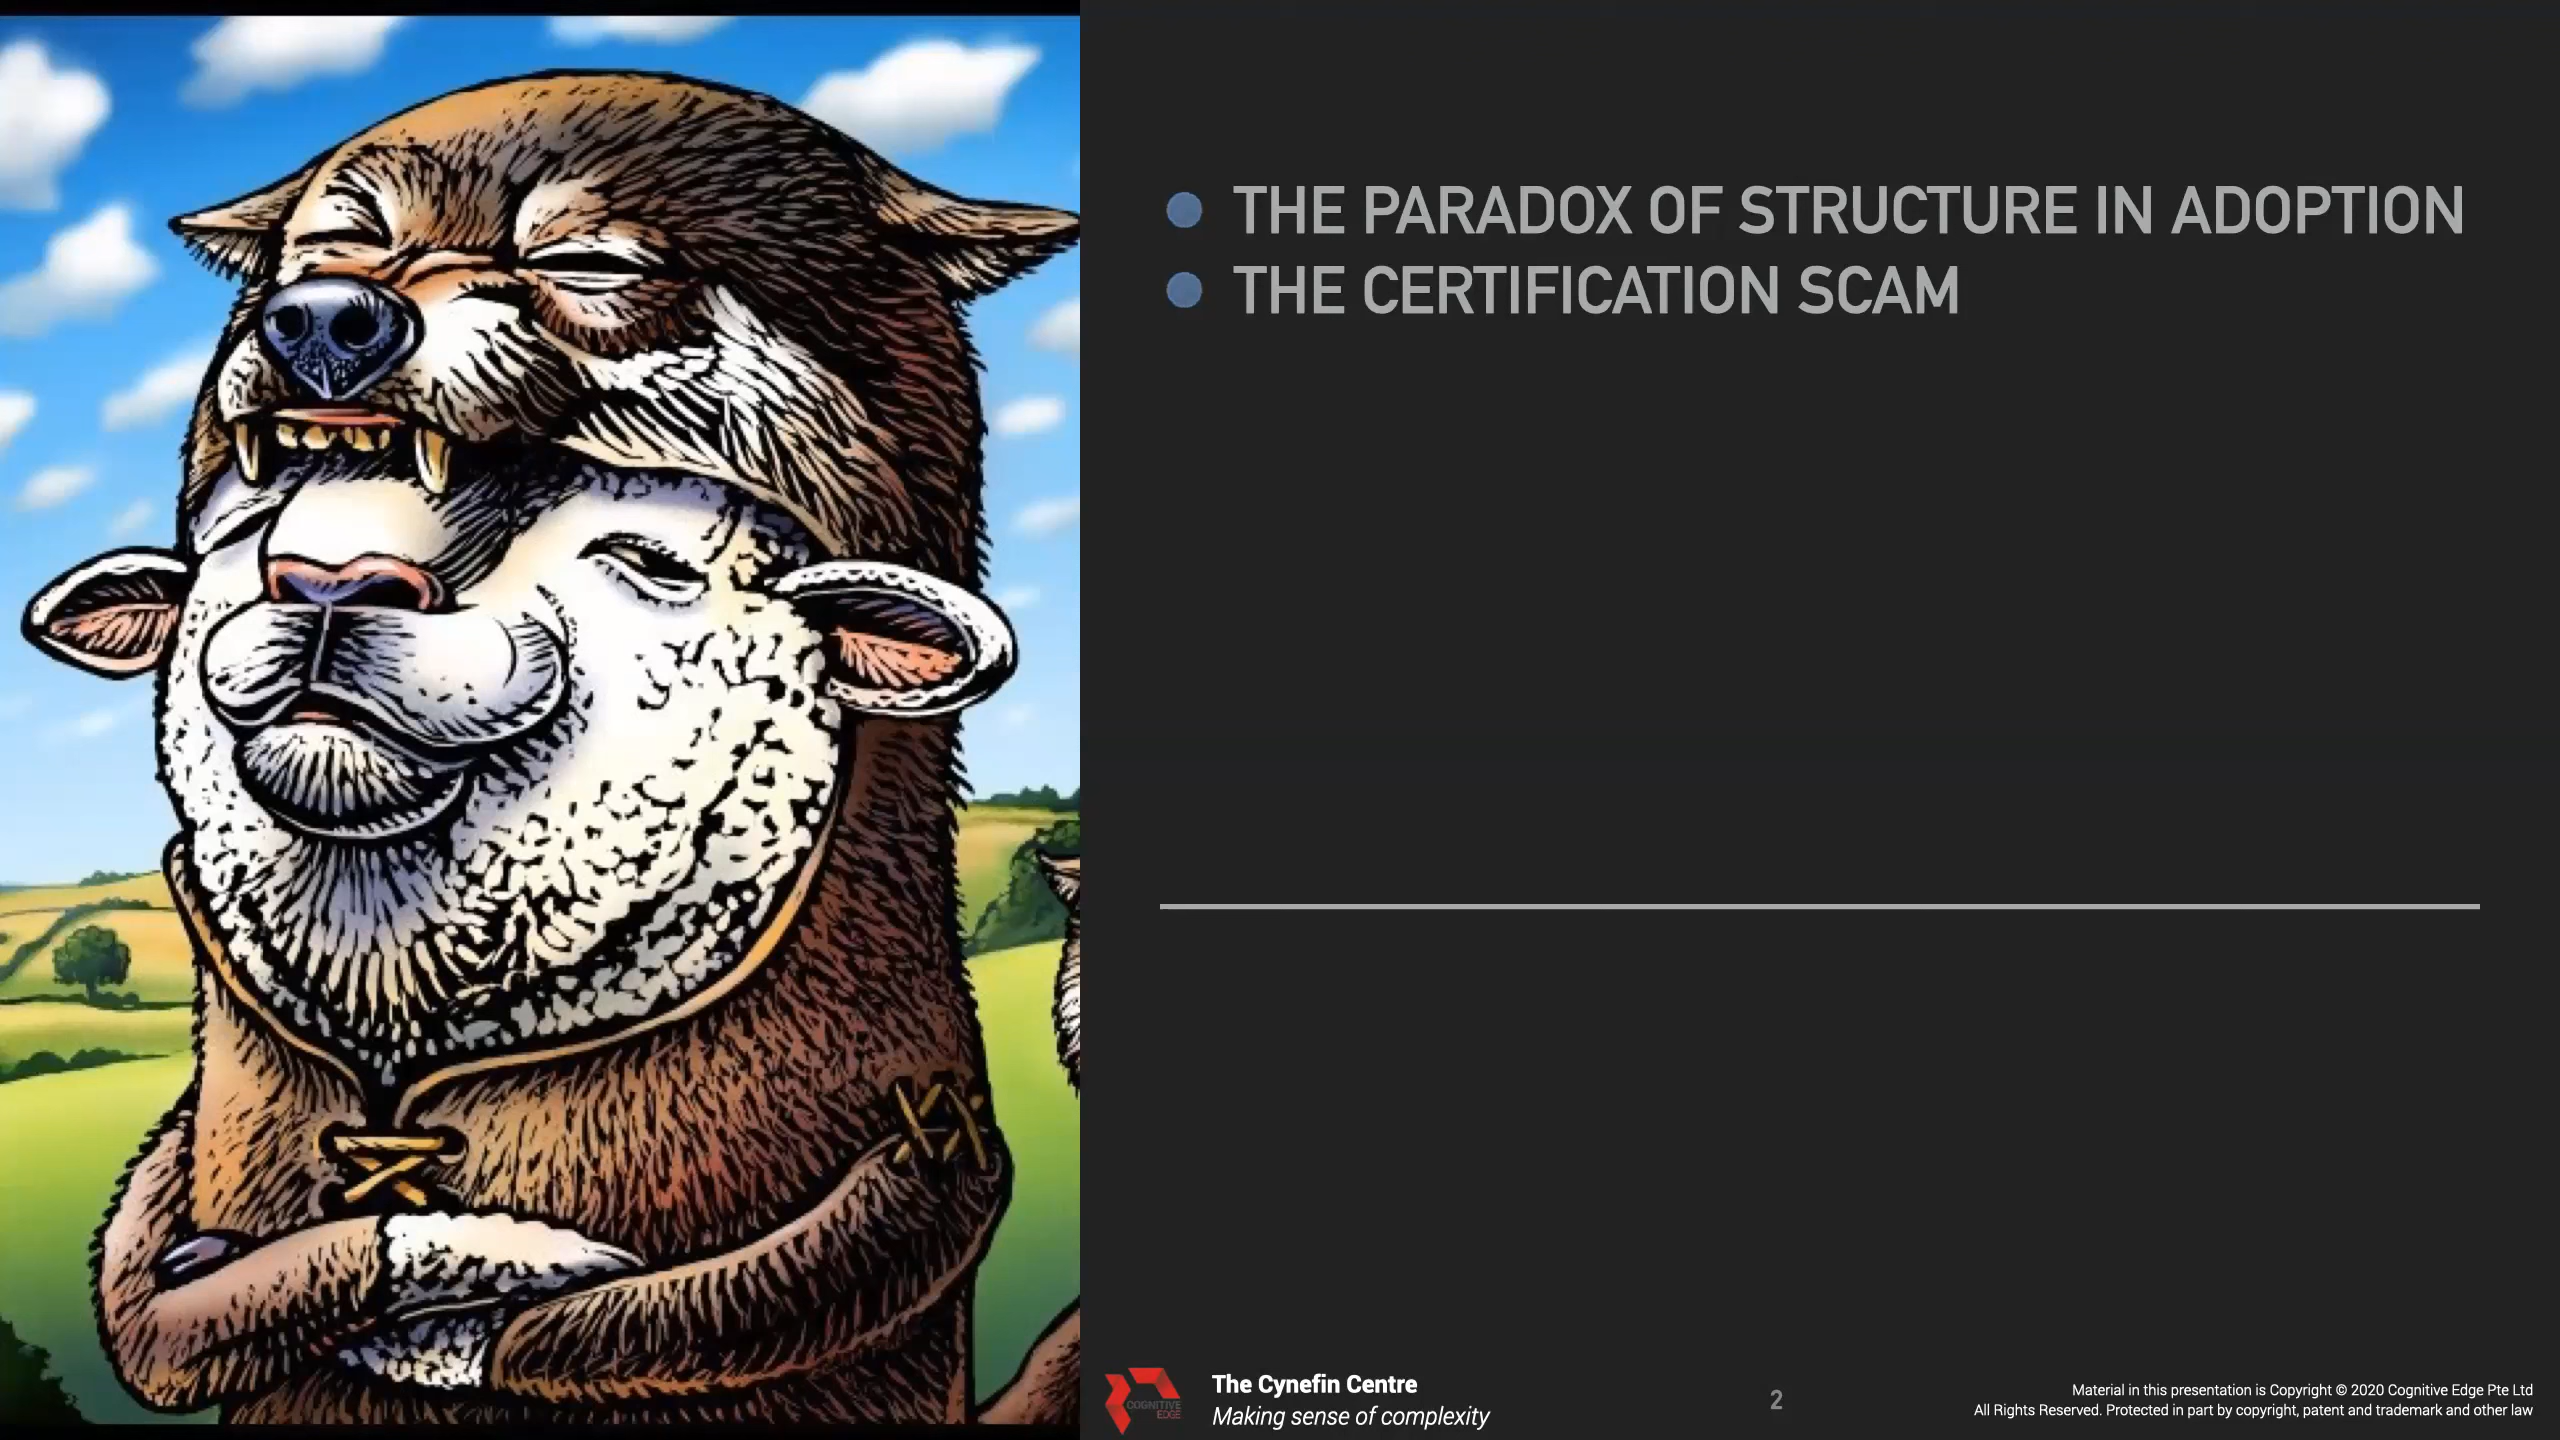 THE PARADOX OF STRUCTURE IN ADOPTION
THE CERTIFICATION SCAM
COGNITIVE
EDGE
The Cynefin Centre
Making sense of complexity
2
Material in this presentation is Copyright © 2020 Cognitive Edge Pte Ltd
All Rights Reserved. Protected in part by copyright, patent and trademark and other law